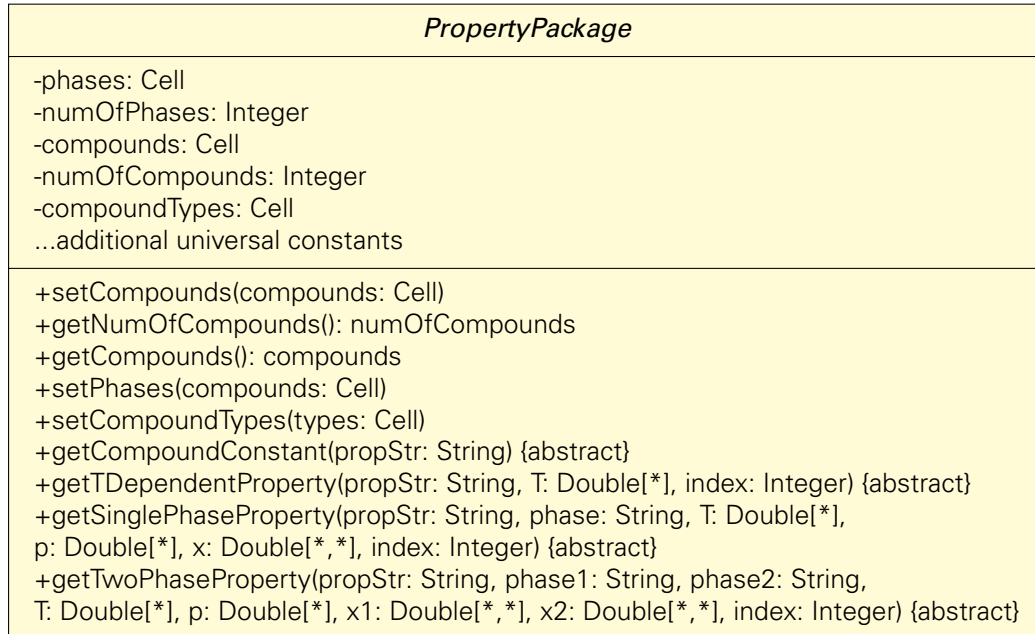 PropertyPackage
-phases: Cell
-numOfPhases: Integer
-compounds: Cell
-numOfCompounds: Integer
-compoundTypes: Cell
...additional universal constants
+setCompounds(compounds: Cell)
+getNumOfCompounds(): numOfCompounds
+getCompounds(): compounds
+setPhases(compounds: Cell)
+setCompoundTypes(types: Cell)
+getCompoundConstant(propStr: String) {abstract}
+getTDependentProperty(propStr: String, T: Double[*], index: Integer) {abstract}
+getSinglePhaseProperty(propStr: String, phase: String, T: Double[*],
p: Double[*], x: Double[*,*], index: Integer) {abstract}
+getTwoPhaseProperty(propStr: String, phase1: String, phase2: String,
T: Double[*], p: Double[*], x1: Double[*,*], x2: Double[*,*], index: Integer) {abstract}